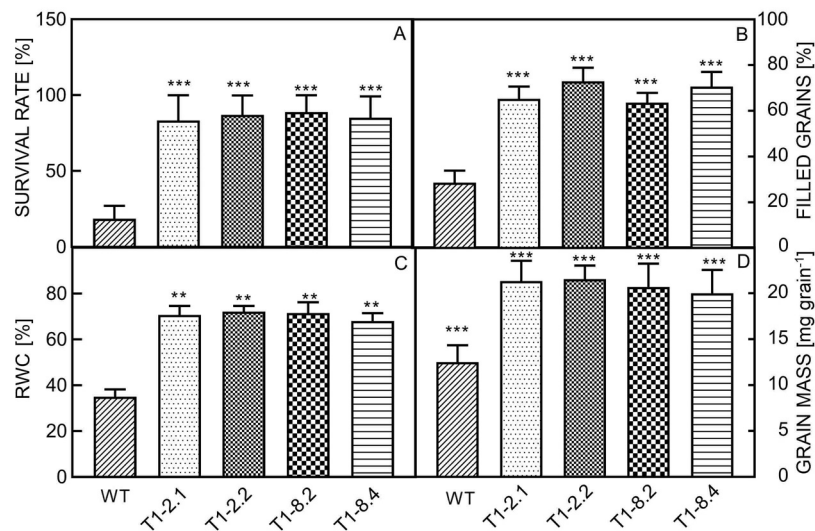 150
100
50
0
SURVIVAL RATE [%]
A
*** *** *** ***
B
*** *** *** ***
100
80
60
40
20
0
FILLED GRAINS [%]
80
60
40
20
0
RWC [%]
C
** ** ** **
D
*** *** *** *** ***
20
15
10
5
0
GRAIN MASS [mg grain⁻¹]
WT T1-2.1 T1-2.2 T1-8.2 T1-8.4
WT T1-2.1 T1-2.2 T1-8.2 T1-8.4